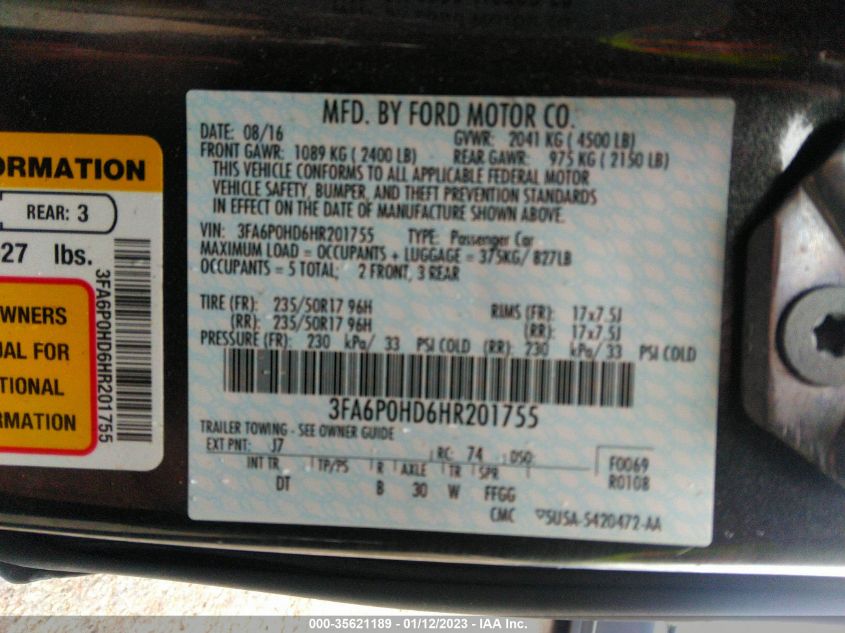 ORMATION
REAR: 3
27 lbs.
WNERS
UAL FOR
TIONAL
RMATION
3FA6P0HD6HR201755
MFD. BY FORD MOTOR CO.
DATE: 08/16 GVWR: 2041 KG ( 4500 LB)
FRONT GAWR: 1089 KG ( 2400 LB) REAR GAWR: 975 KG ( 2150 LB)
THIS VEHICLE CONFORMS TO ALL APPLICABLE FEDERAL MOTOR
VEHICLE SAFETY, BUMPER, AND THEFT PREVENTION STANDARDS
IN EFFECT ON THE DATE OF MANUFACTURE SHOWN ABOVE.
VIN: 3FA6P0HD6HR201755 TYPE: Passenger Car
MAXIMUM LOAD = OCCUPANTS + LUGGAGE = 375KG/ 827LB
OCCUPANTS = 5 TOTAL; 2 FRONT, 3 REAR
TIRE (FR): 235/50R17 96H RIMS (FR): 17x7.5J
(RR): 235/50R17 96H (RR): 17x7.5J
PRESSURE (FR): 230 kPa/ 33 PSI COLD (RR): 230 kPa/ 33 PSI COLD
3FA6P0HD6HR201755
TRAILER TOWING - SEE OWNER GUIDE
EXT PNT: J7 RC: 74 DSO: F0069
INT TR TP/PS R AXLE TR SPR R0108
DT B 30 W FFGG
CMC 5USA-5420472-AA
000-35621189 - 01/12/2023 - IAA Inc.